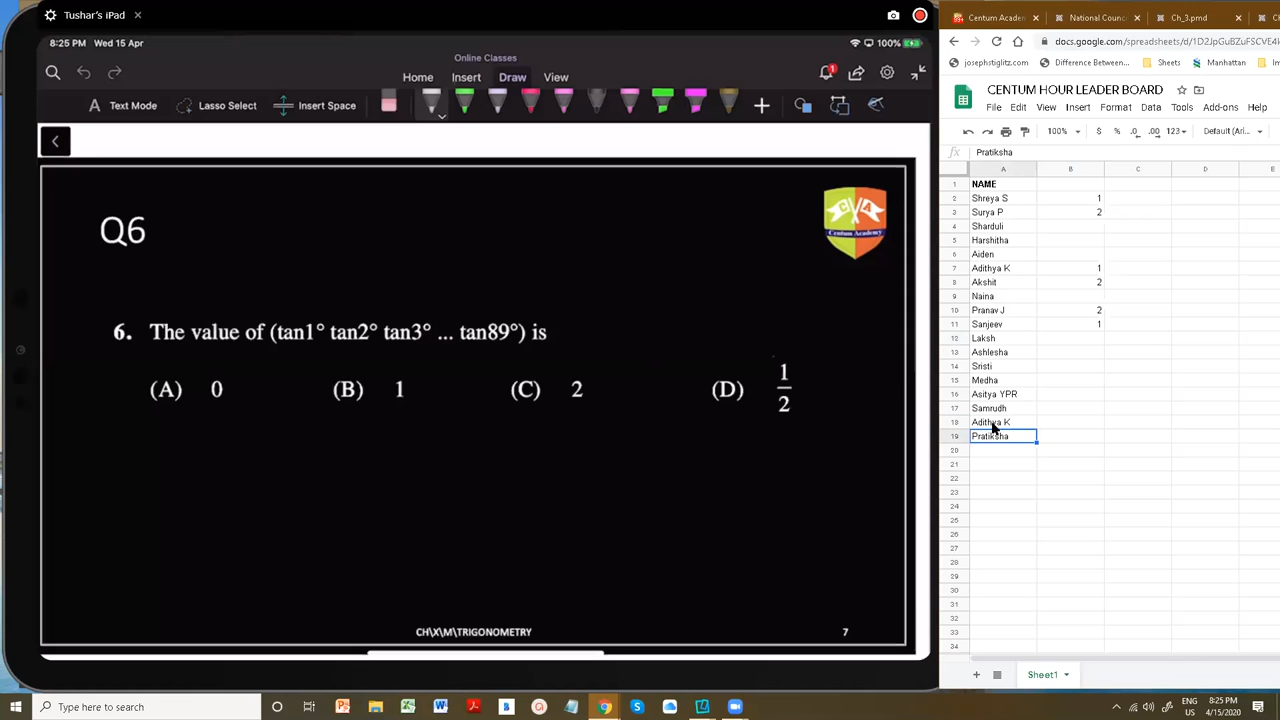 Tushar's iPad
8:25 PM Wed 15 Apr
100%
Online Classes
Home Insert Draw View
1
Text Mode Lasso Select Insert Space
Q6
C A
Centum Academy
6. The value of (tan1° tan2° tan3° ... tan89°) is
(A) 0 (B) 1 (C) 2 (D) 1/2
CH\X\M\TRIGONOMETRY
7
Centum Acade
National Counc
Ch_3.pmd
docs.google.com/spreadsheets/d/1D2JpGuBZuFSCVE4
josephstiglitz.com Difference Between... Sheets Manhattan
CENTUM HOUR LEADER BOARD
File Edit View Insert Format Data Tools Add-ons Help
100% $ % .0 .00 123 Default (Ari...
fx Pratiksha
A B C D E
1 NAME
2 Shreya S 1
3 Surya P 2
4 Sharduli
5 Harshitha
6 Aiden
7 Adithya K 1
8 Akshit 2
9 Naina
10 Pranav J 2
11 Sanjeev 1
12 Laksh
13 Ashlesha
14 Sristi
15 Medha
16 Asitya YPR
17 Samrudh
18 Adithya K
19 Pratiksha
20
21
22
23
24
25
26
27
28
29
30
31
32
33
34
Sheet1
Type here to search
ENG
US
8:25 PM
4/15/2020